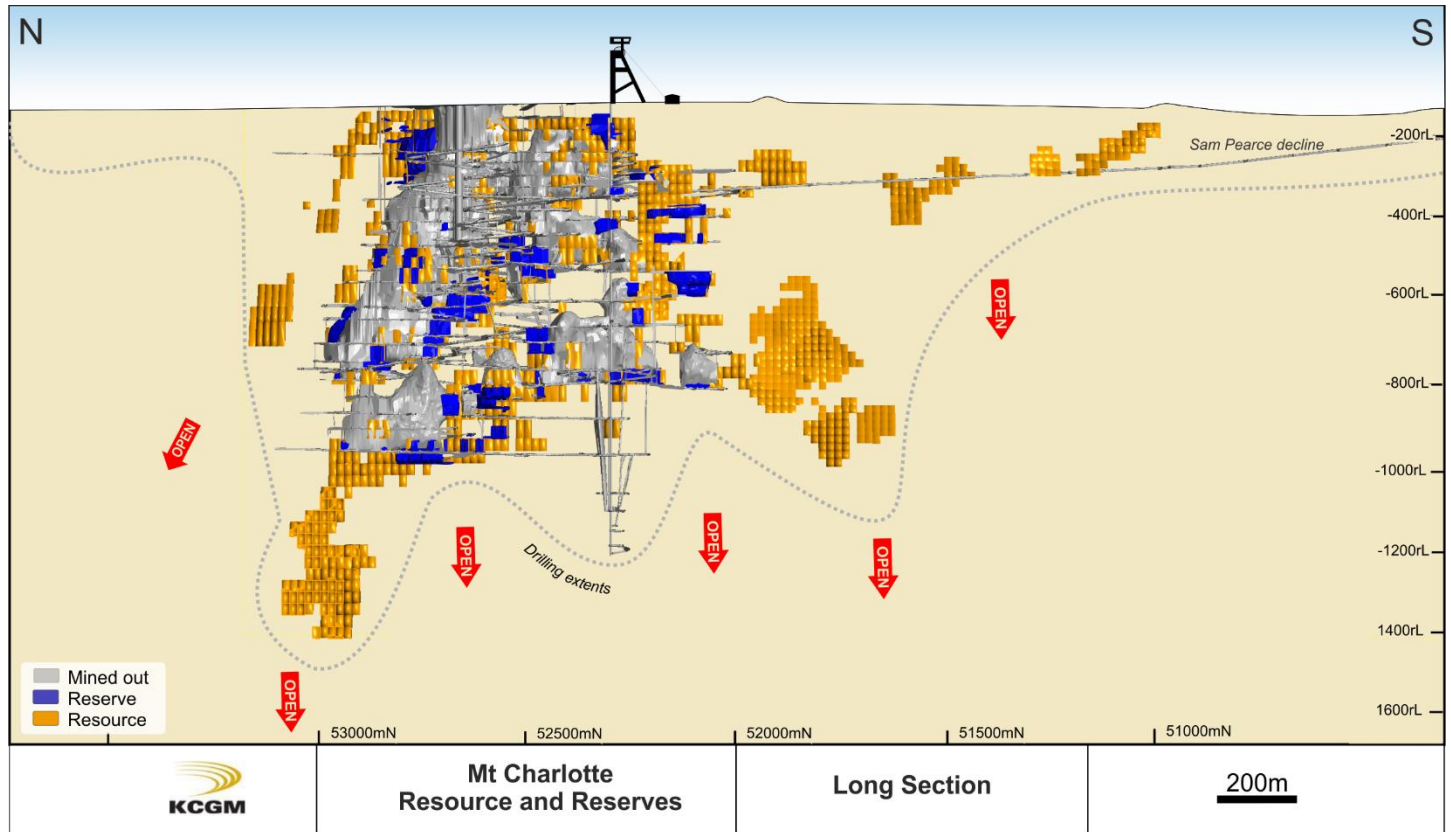 N
S
-200rL
Sam Pearce decline
-400rL
-600rL
OPEN
-800rL
OPEN
-1000rL
OPEN
OPEN
OPEN
Drilling extents
-1200rL
1400rL
Mined out
Reserve
Resource
OPEN
1600rL
53000mN
52500mN
52000mN
51500mN
51000mN
KCGM
Mt Charlotte
Resource and Reserves
Long Section
200m